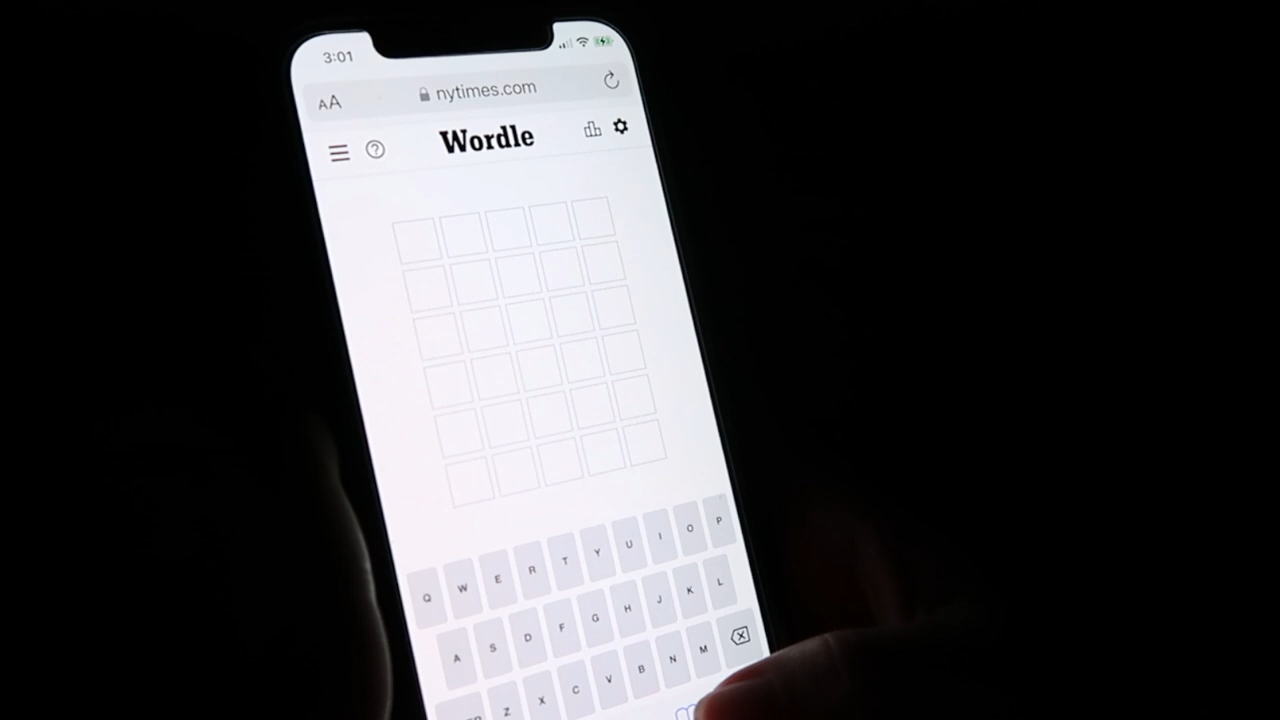 3:01
AA nytimes.com
Wordle
Q W E R T Y U I O P
A S D F G H J K L
Z X C V B N M